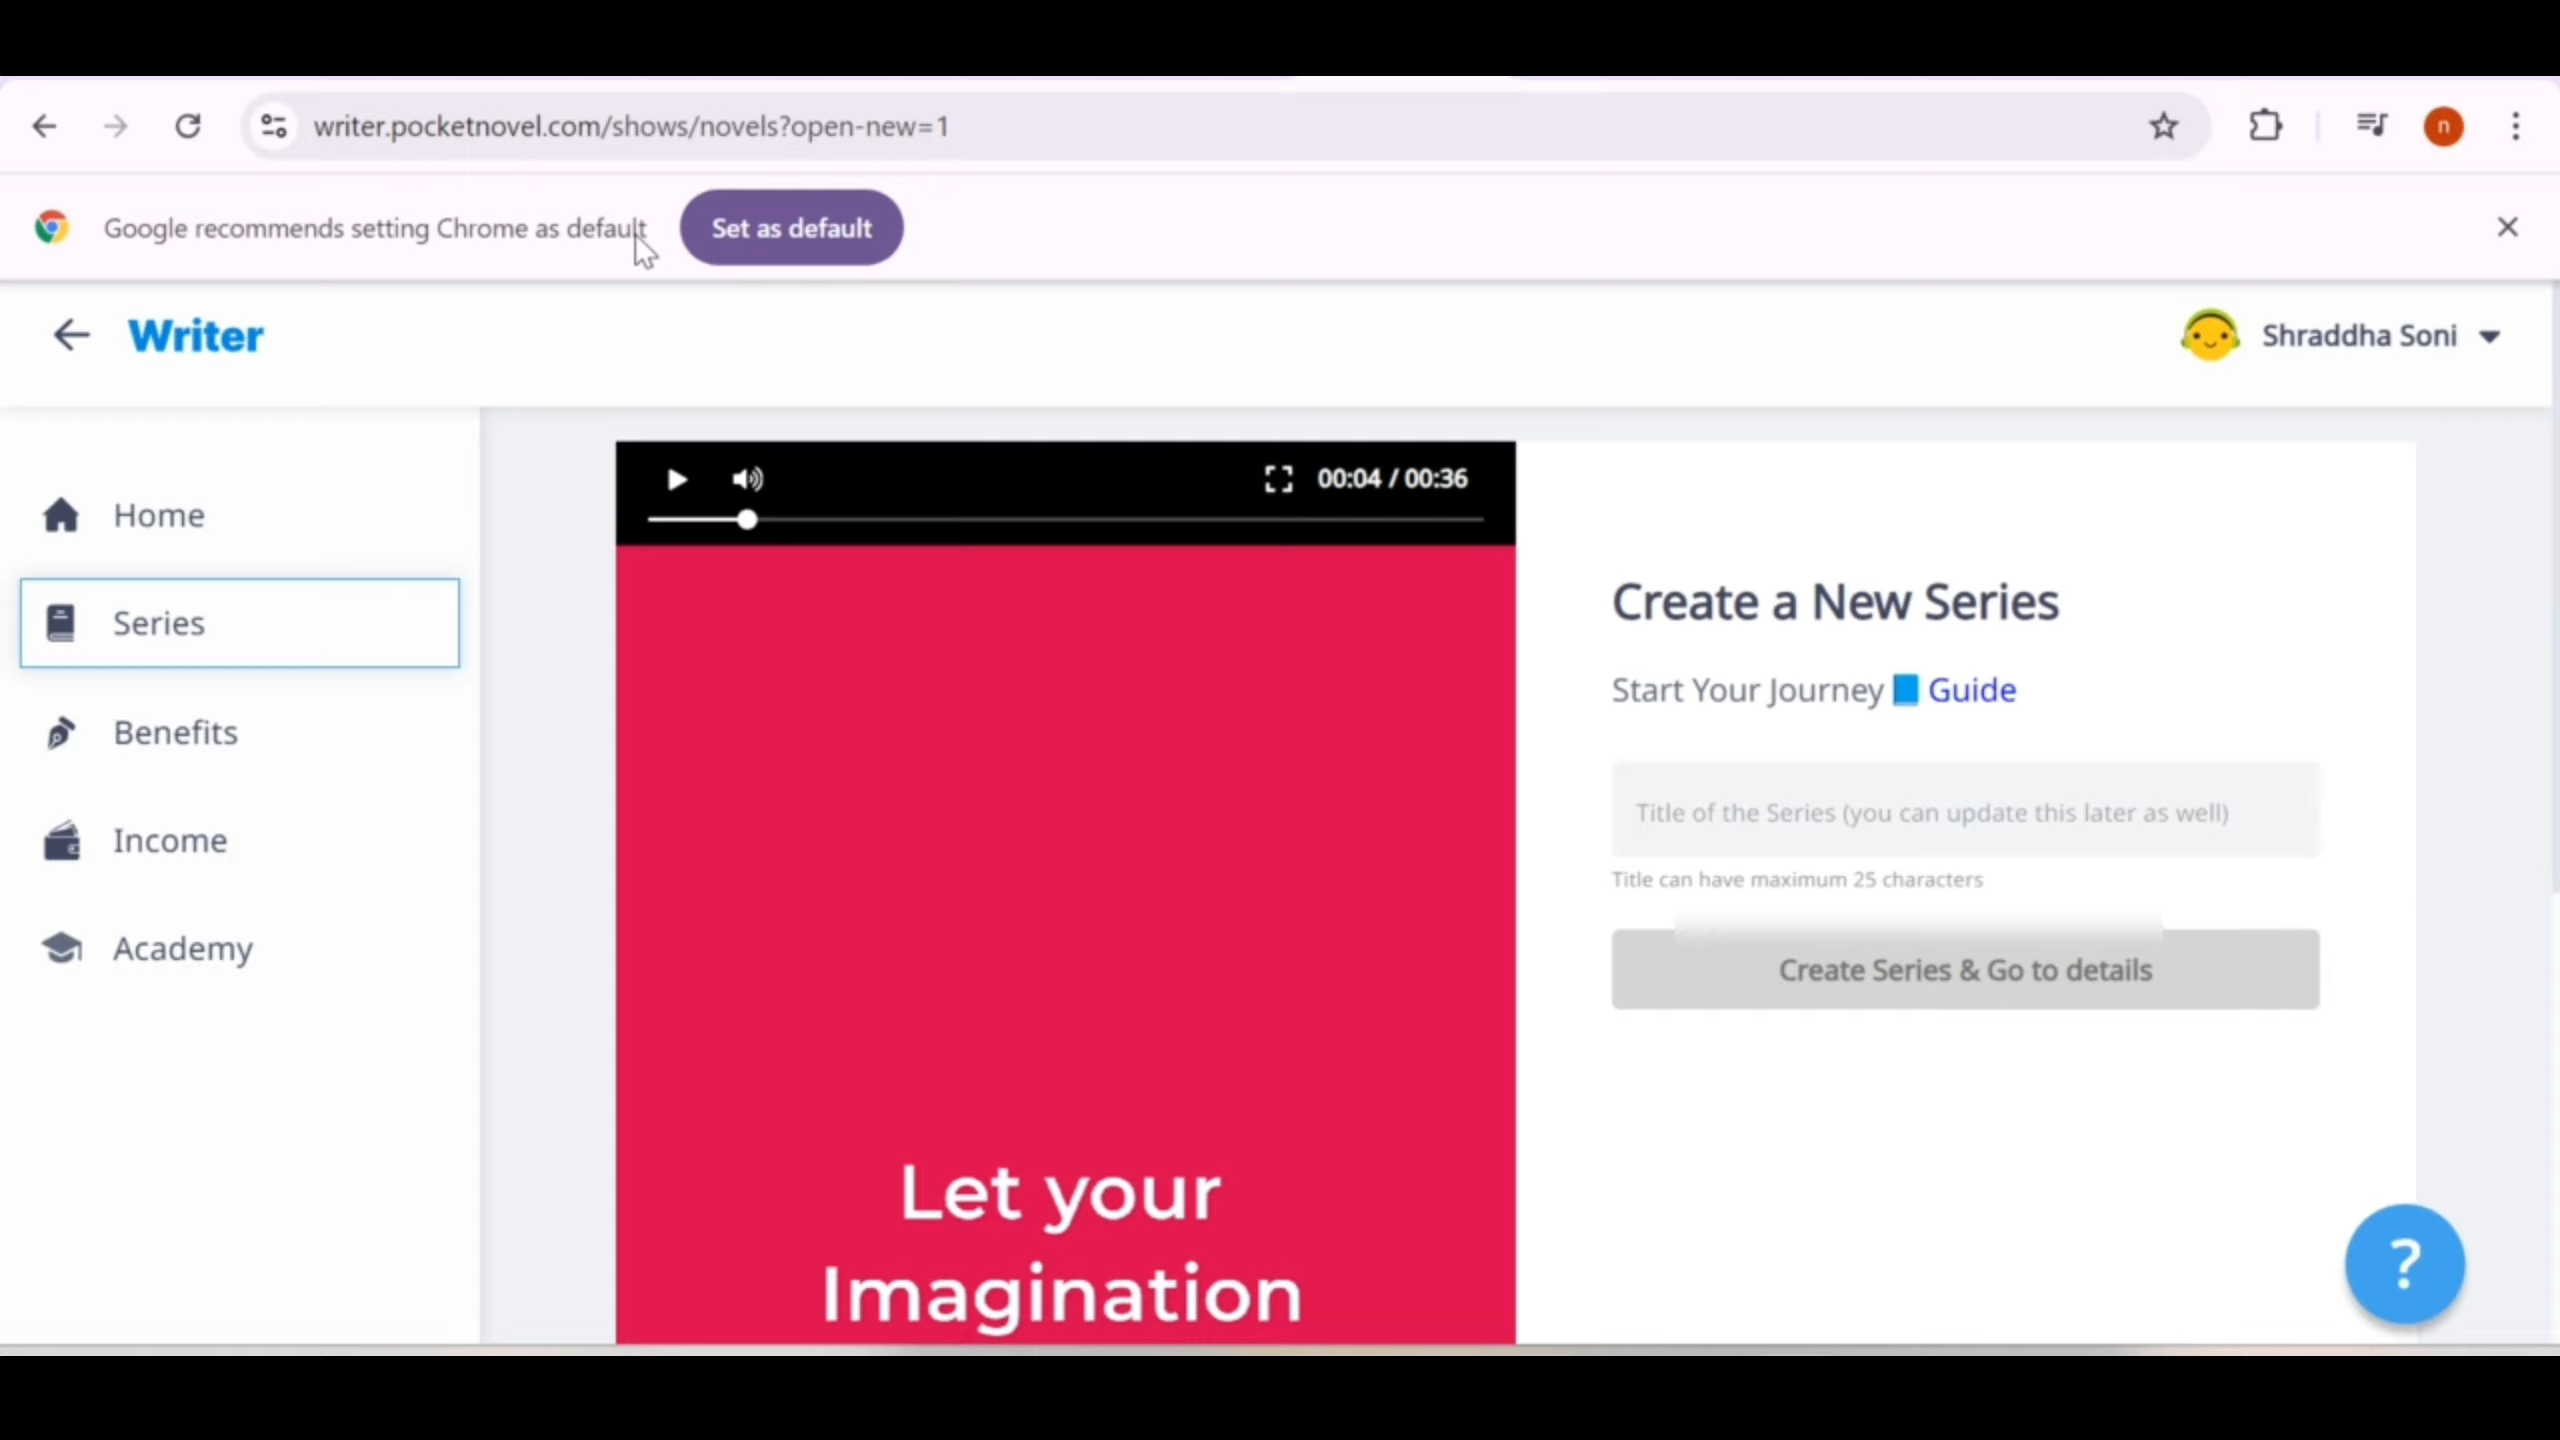 writer.pocketnovel.com/shows/novels?open-new=1
n
Google recommends setting Chrome as default
Set as default
Writer
Shraddha Soni
Home
Series
Benefits
Income
Academy
00:04 / 00:36
Let your
Imagination
Create a New Series
Start Your Journey 📘 Guide
Title of the Series (you can update this later as well)
Title can have maximum 25 characters
Create Series & Go to details
?